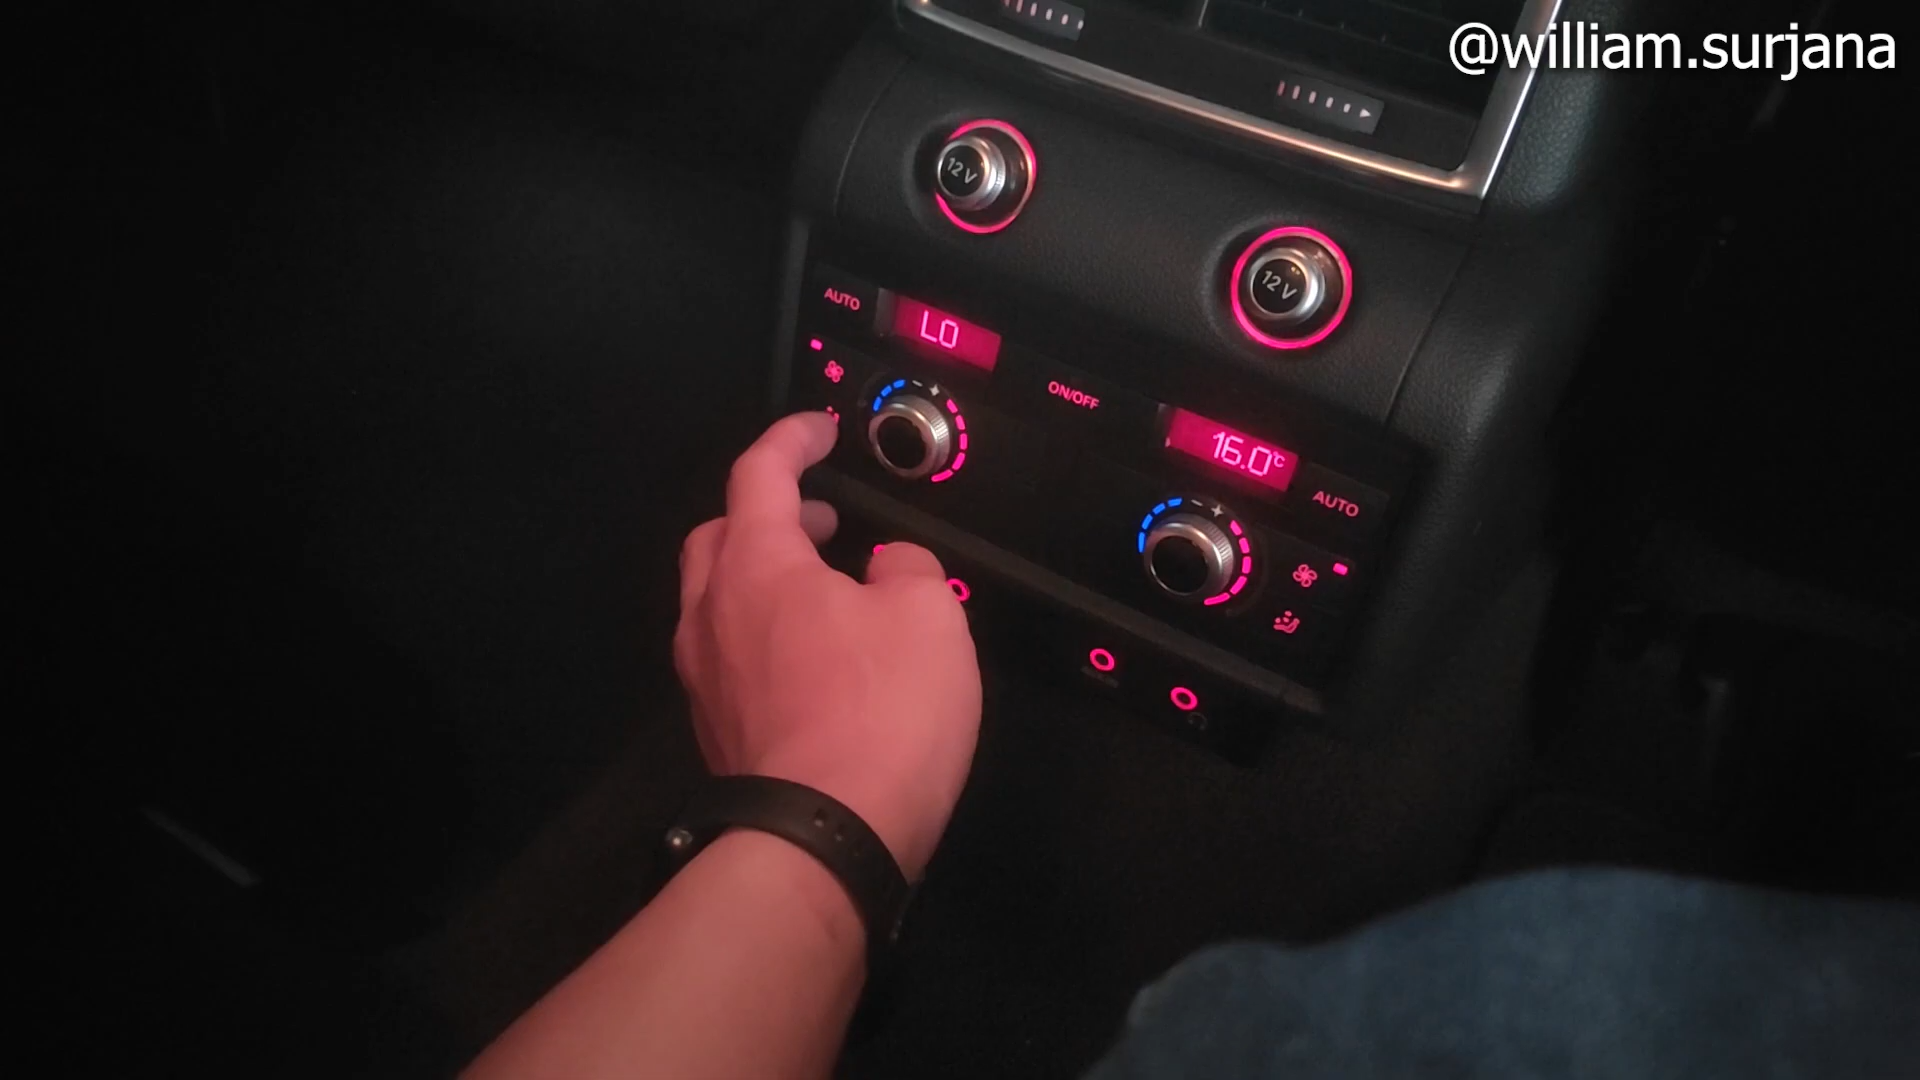 @william.surjana
12V
12V
AUTO
LO
ON/OFF
16.0°C
AUTO